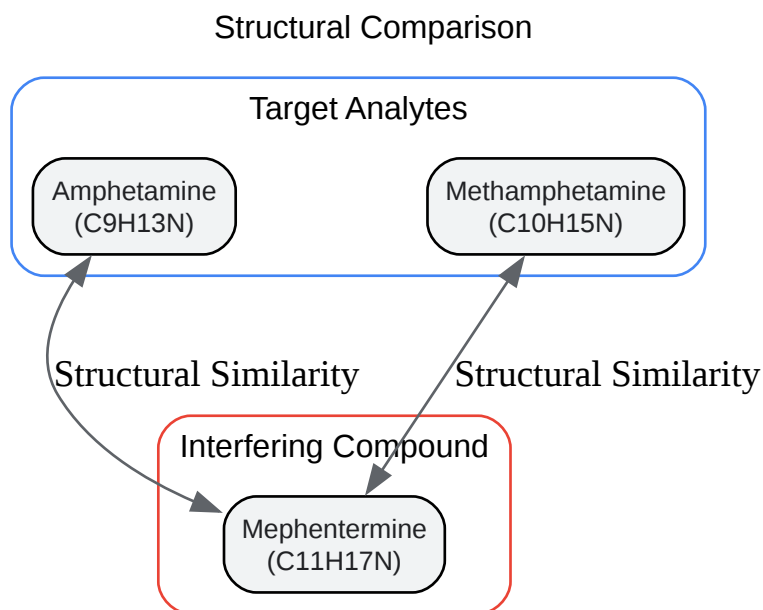 Structural Comparison
Target Analytes
Amphetamine
(C9H13N)
Methamphetamine
(C10H15N)
Structural Similarity
Structural Similarity
Interfering Compound
Mephentermine
(C11H17N)